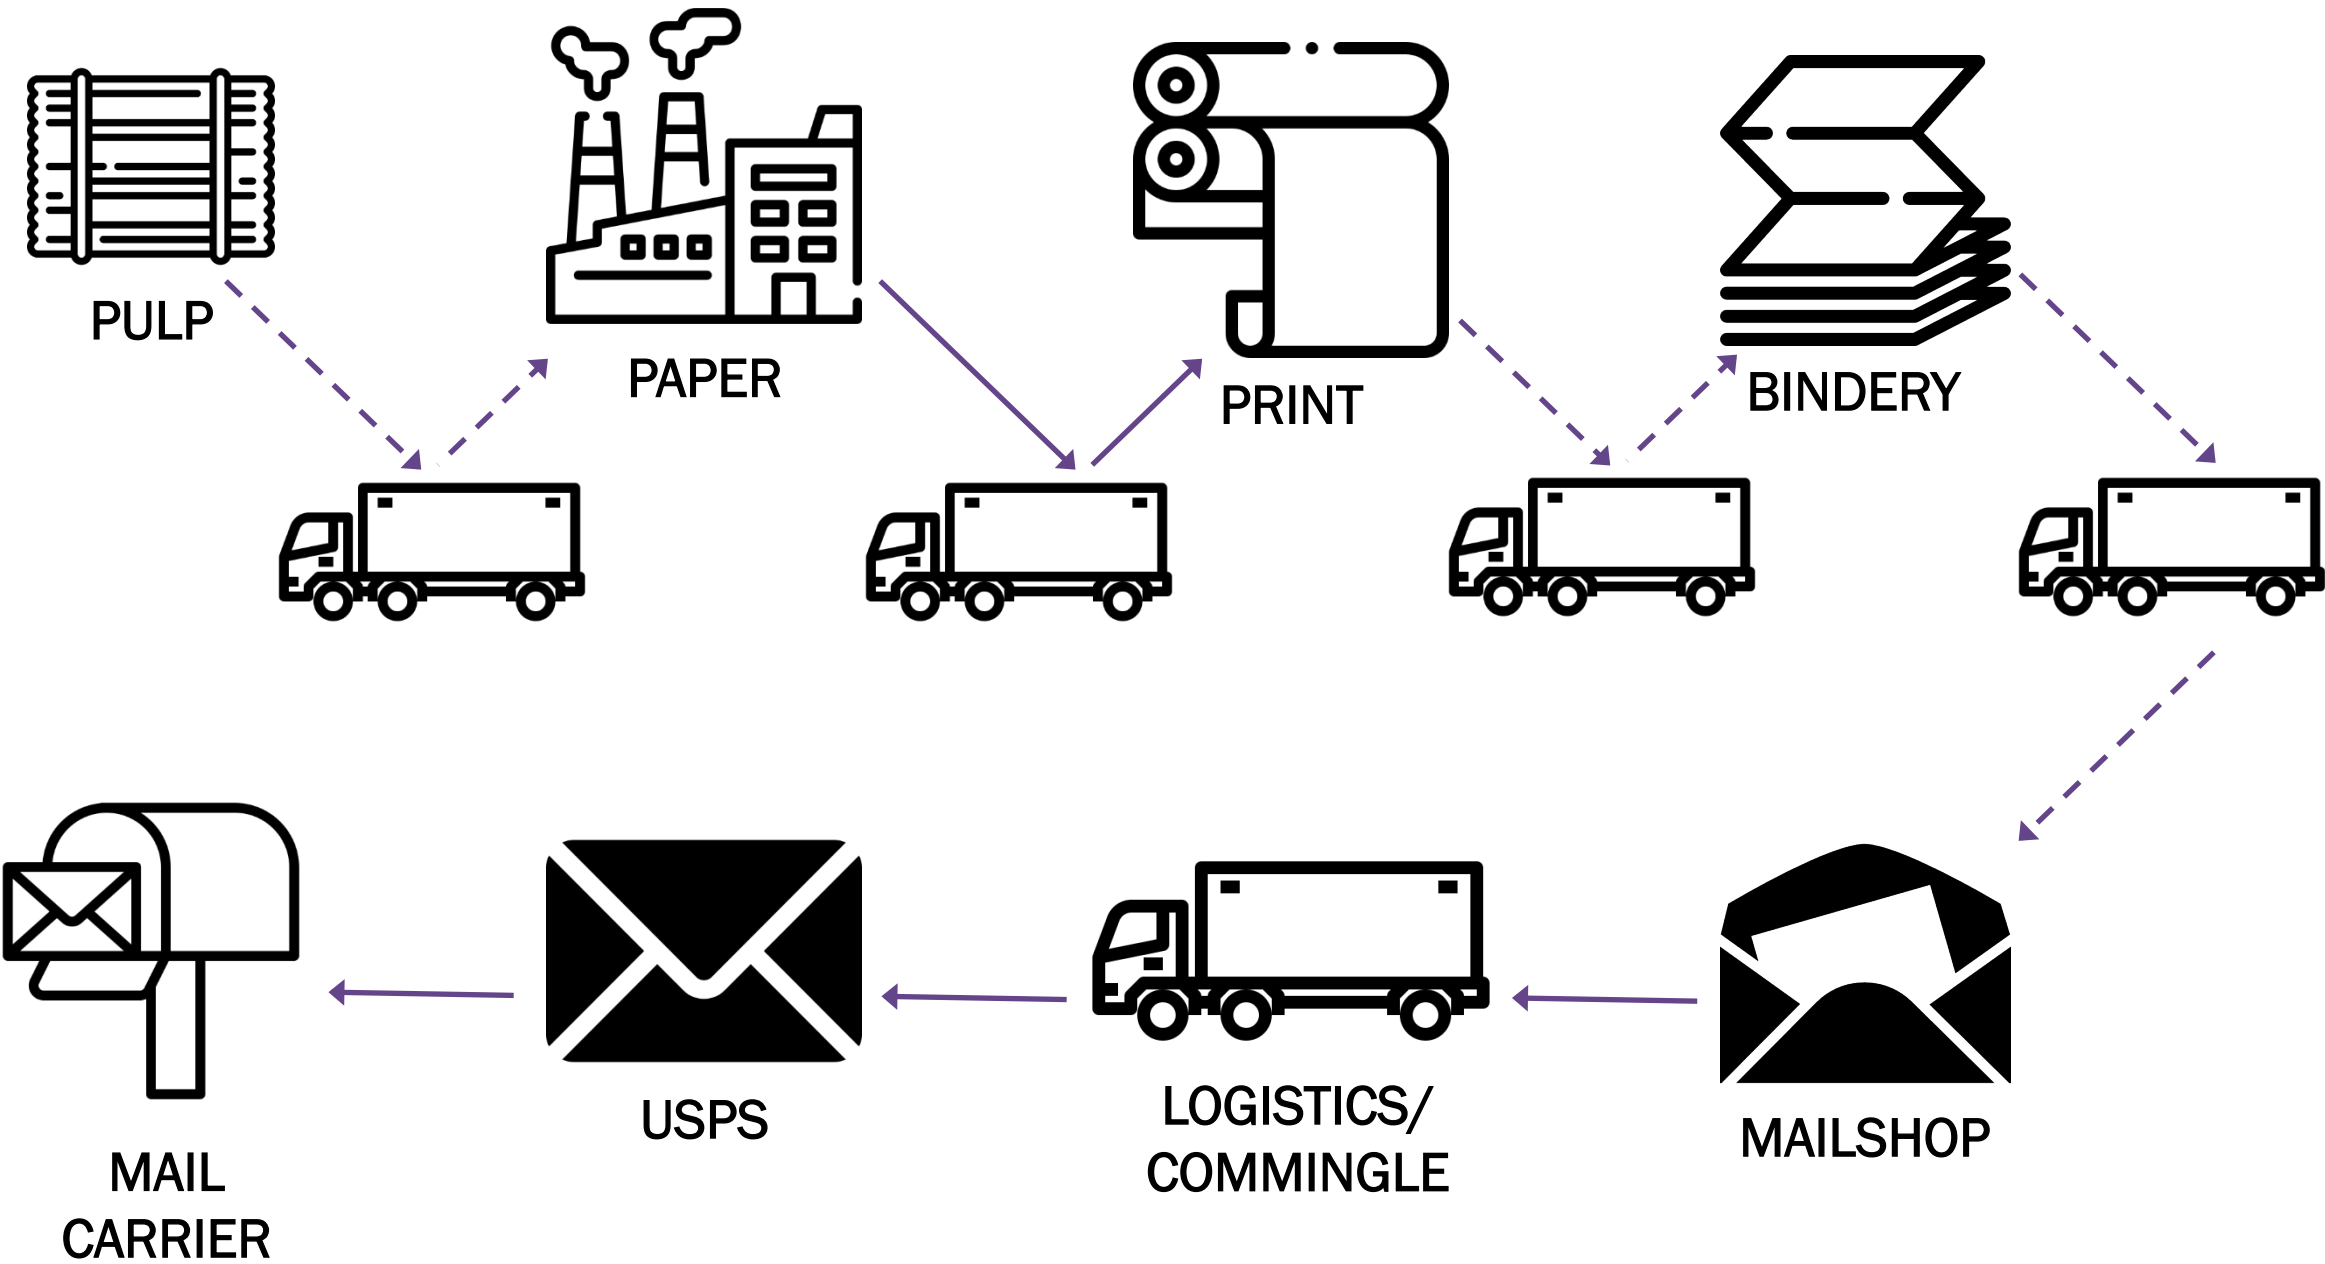 PULP
PAPER
PRINT
BINDERY
MAIL
CARRIER
USPS
LOGISTICS/
COMMINGLE
MAILSHOP